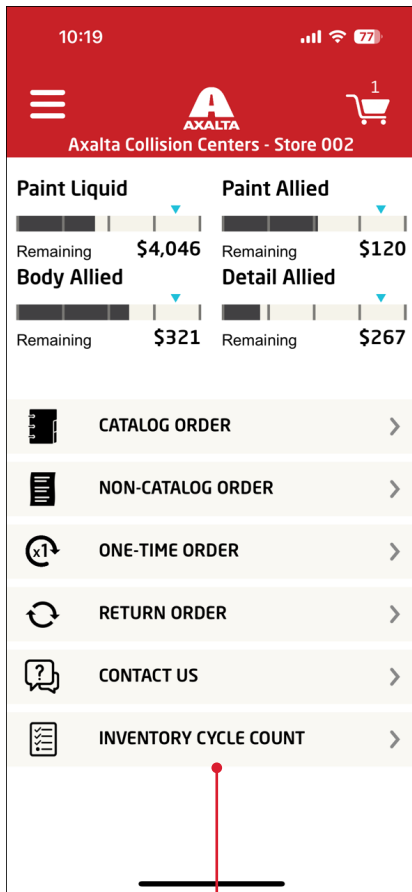 10:19
77
1
AXALTA
Axalta Collision Centers - Store 002
Paint Liquid
Remaining $4,046
Paint Allied
Remaining $120
Body Allied
Remaining $321
Detail Allied
Remaining $267
CATALOG ORDER
NON-CATALOG ORDER
x1
ONE-TIME ORDER
RETURN ORDER
?
CONTACT US
INVENTORY CYCLE COUNT